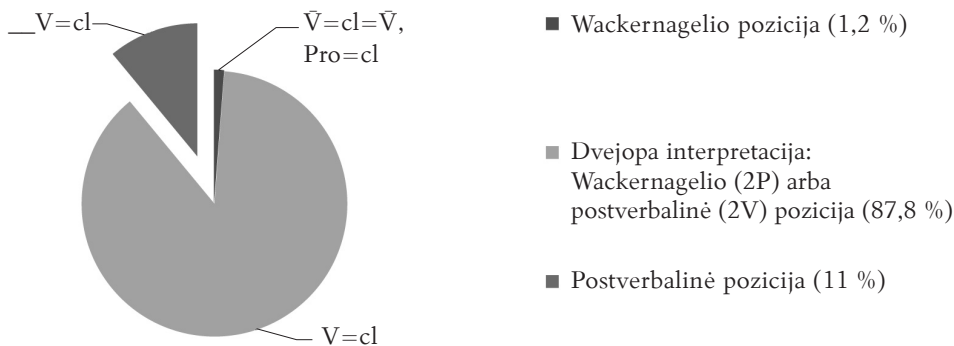 __V=cl
V̄=cl=V̄,
Pro=cl
V=cl
Wackernagelio pozicija (1,2 %)
Dvejopa interpretacija:
Wackernagelio (2P) arba
postverbalinė (2V) pozicija (87,8 %)
Postverbalinė pozicija (11 %)